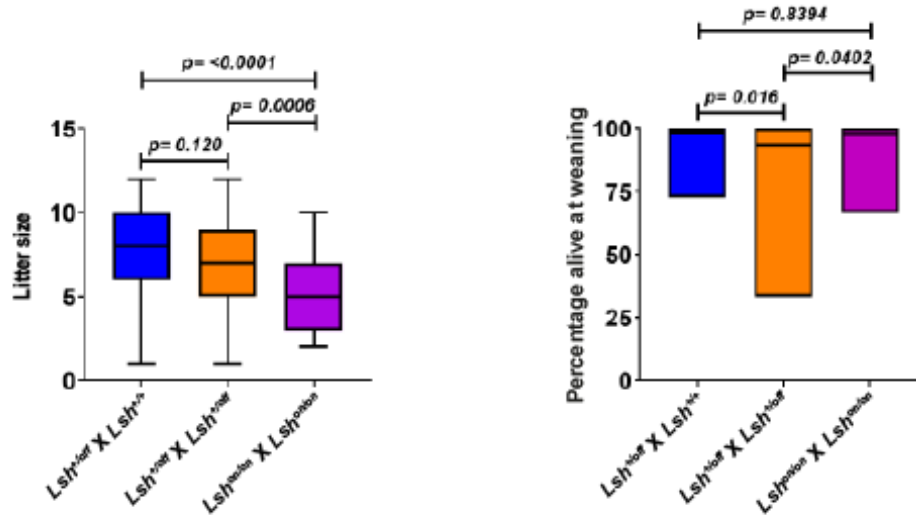 p= <0.0001
p= 0.0006
p= 0.120
15
10
5
0
Litter size
Lsh+/off X Lsh+/+
Lsh+/off X Lsh+/off
Lshon/on X Lshon/on
p= 0.8394
p= 0.0402
p= 0.016
100
75
50
25
0
Percentage alive at weaning
Lsh+/off X Lsh+/+
Lsh+/off X Lsh+/off
Lshon/on X Lshon/on